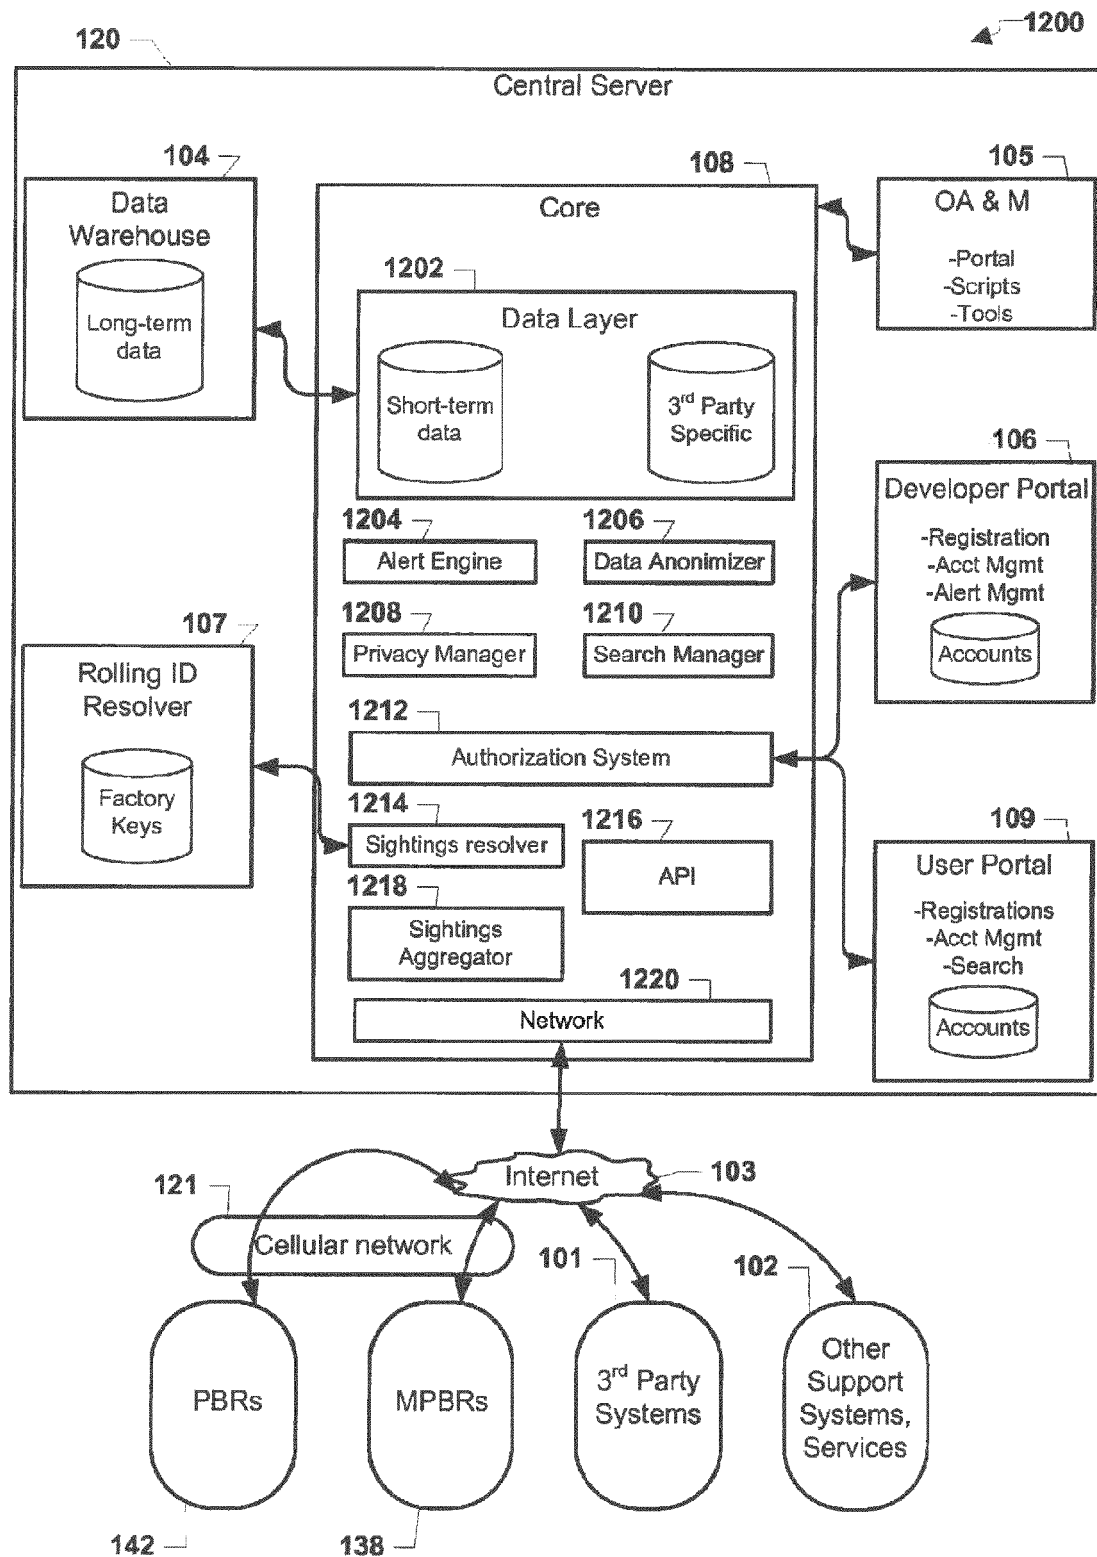 1200
120
Central Server
104
108
105
Data
Warehouse
Long-term
data
Core
OA & M
-Portal
-Scripts
-Tools
1202
Data Layer
Short-term
data
3rd Party
Specific
106
Developer Portal
-Registration
-Acct Mgmt
-Alert Mgmt
Accounts
1204
Alert Engine
1206
Data Anonimizer
1208
Privacy Manager
1210
Search Manager
107
Rolling ID
Resolver
Factory
Keys
1212
Authorization System
1214
Sightings resolver
1216
API
109
User Portal
-Registrations
-Acct Mgmt
-Search
Accounts
1218
Sightings
Aggregator
1220
Network
Internet
103
121
Cellular network
101
102
PBRs
MPBRs
3rd Party
Systems
Other
Support
Systems,
Services
142
138